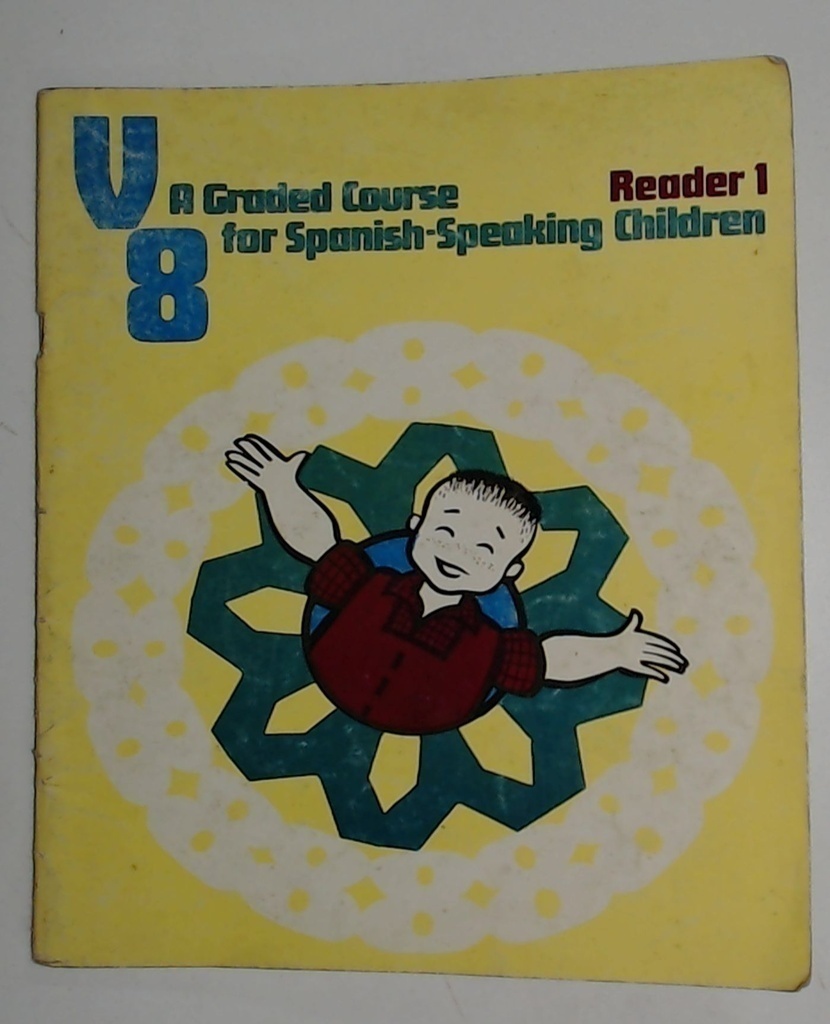 V
8
A Graded Course
for Spanish-Speaking Children
Reader 1